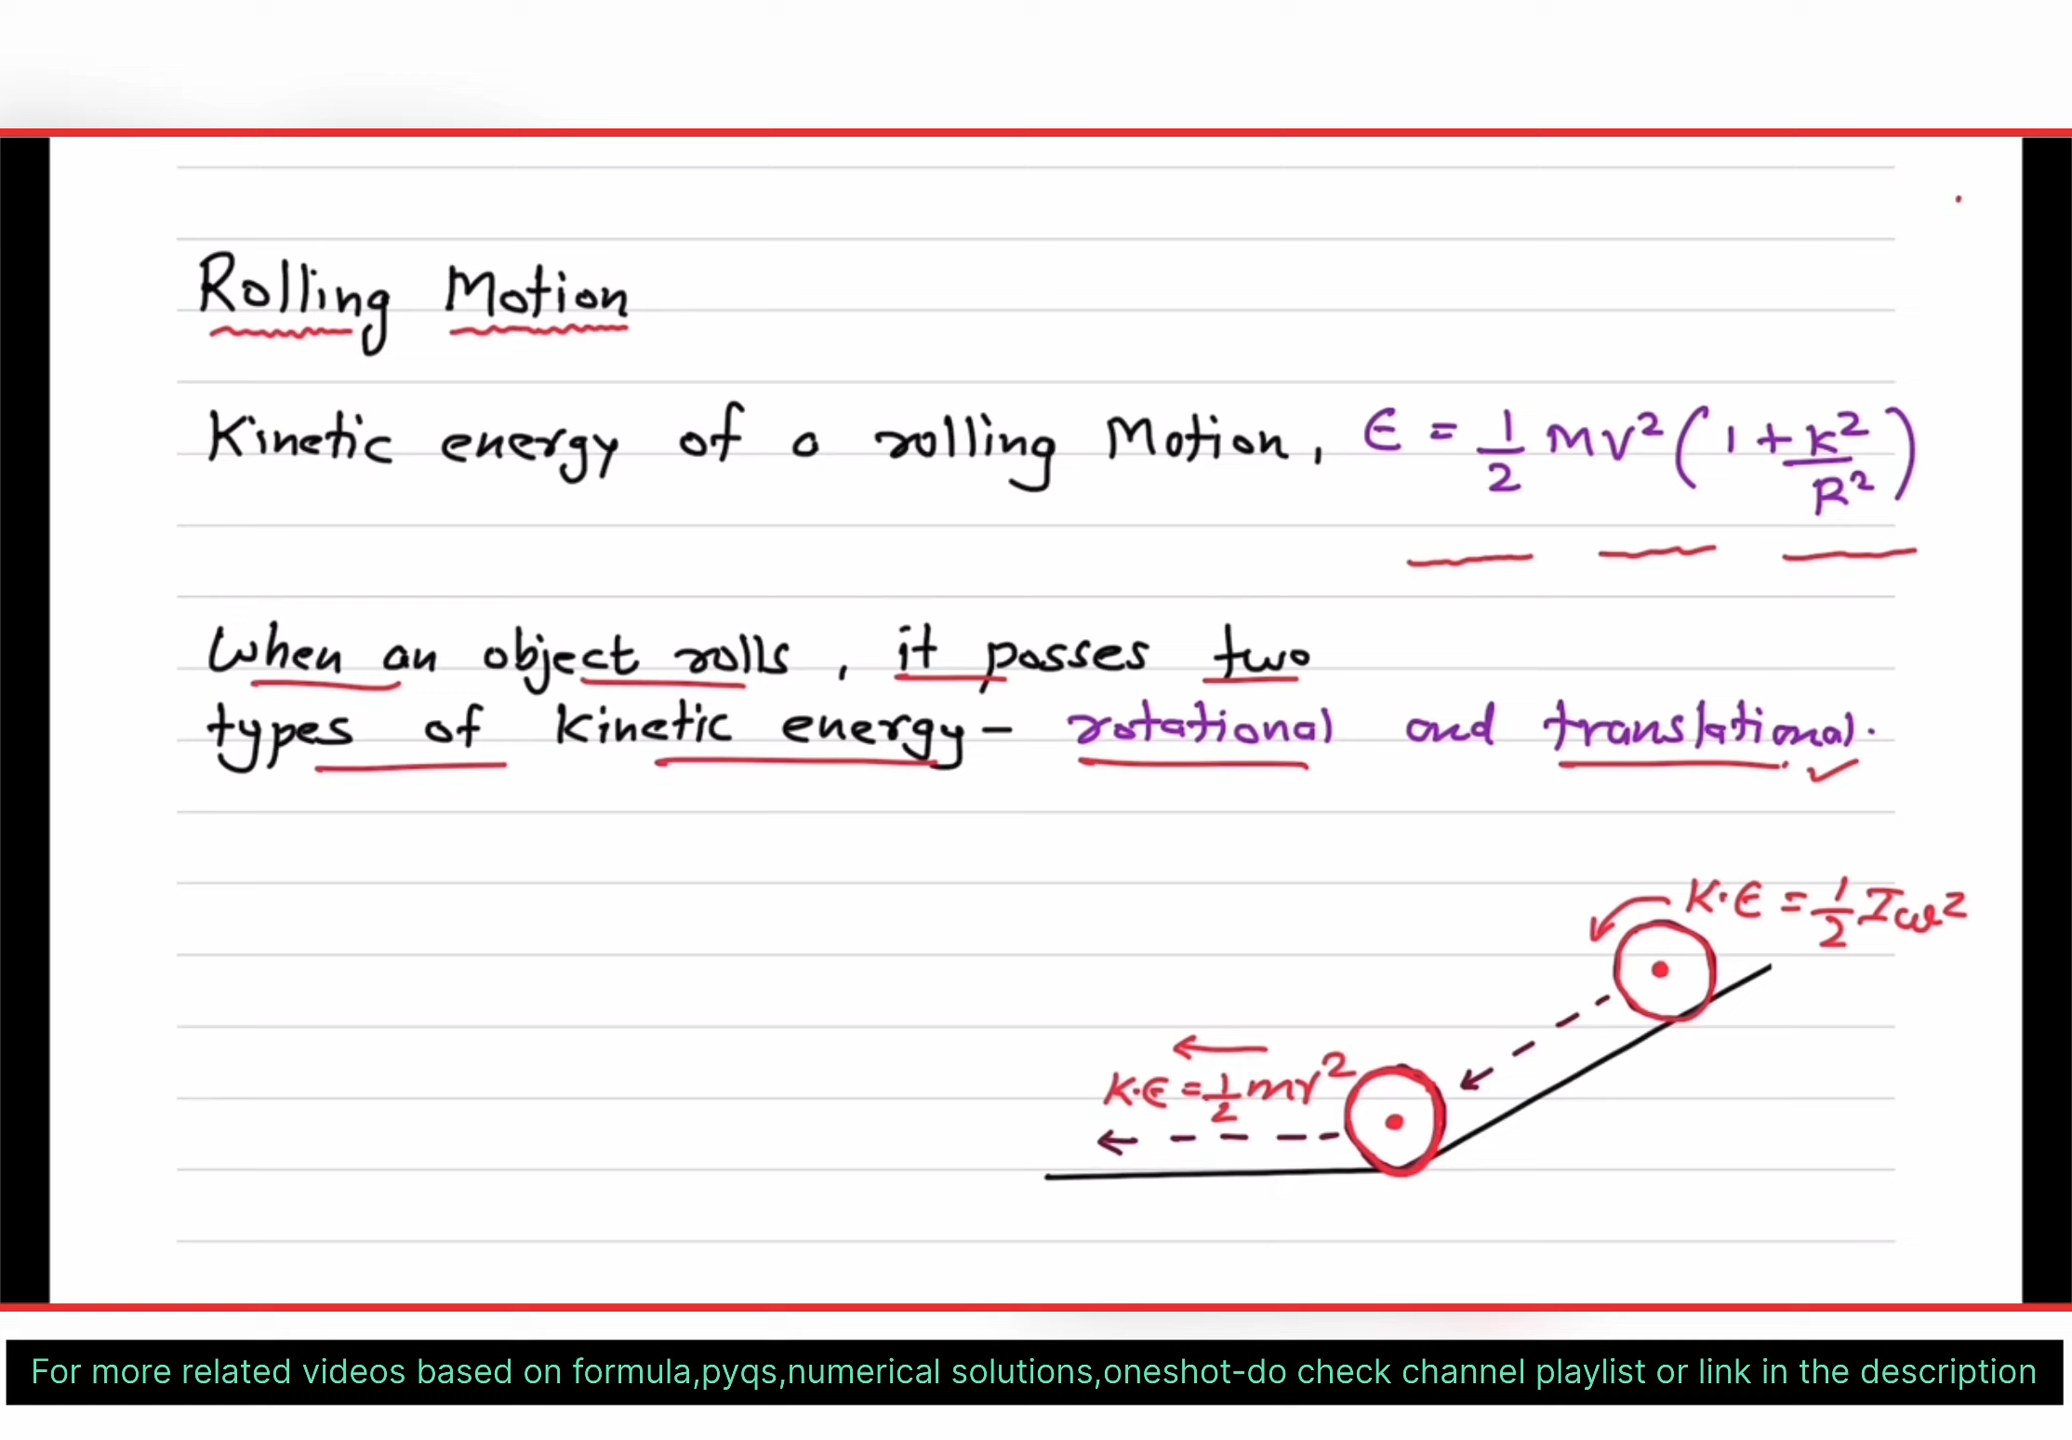 Rolling Motion
Kinetic energy of a rolling Motion, E = 1/2 mv² (1 + K²/R²)
When an object rolls, it posses two
types of kinetic energy - rotational and translational.
K.E = 1/2 Iω²
K.E = 1/2 mv²
For more related videos based on formula,pyqs,numerical solutions,oneshot-do check channel playlist or link in the description